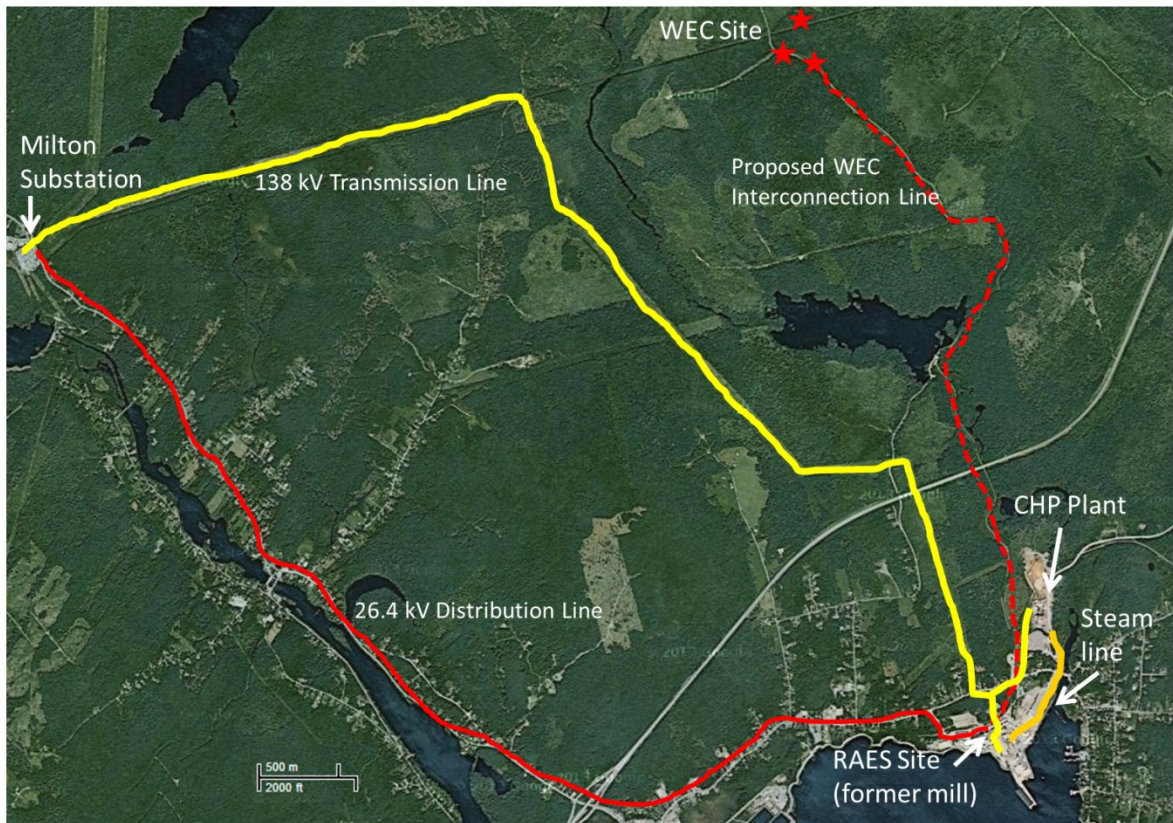 WEC Site
Milton
Substation
138 kV Transmission Line
Proposed WEC
Interconnection Line
CHP Plant
Steam
line
26.4 kV Distribution Line
500 m
2000 ft
RAES Site
(former mill)